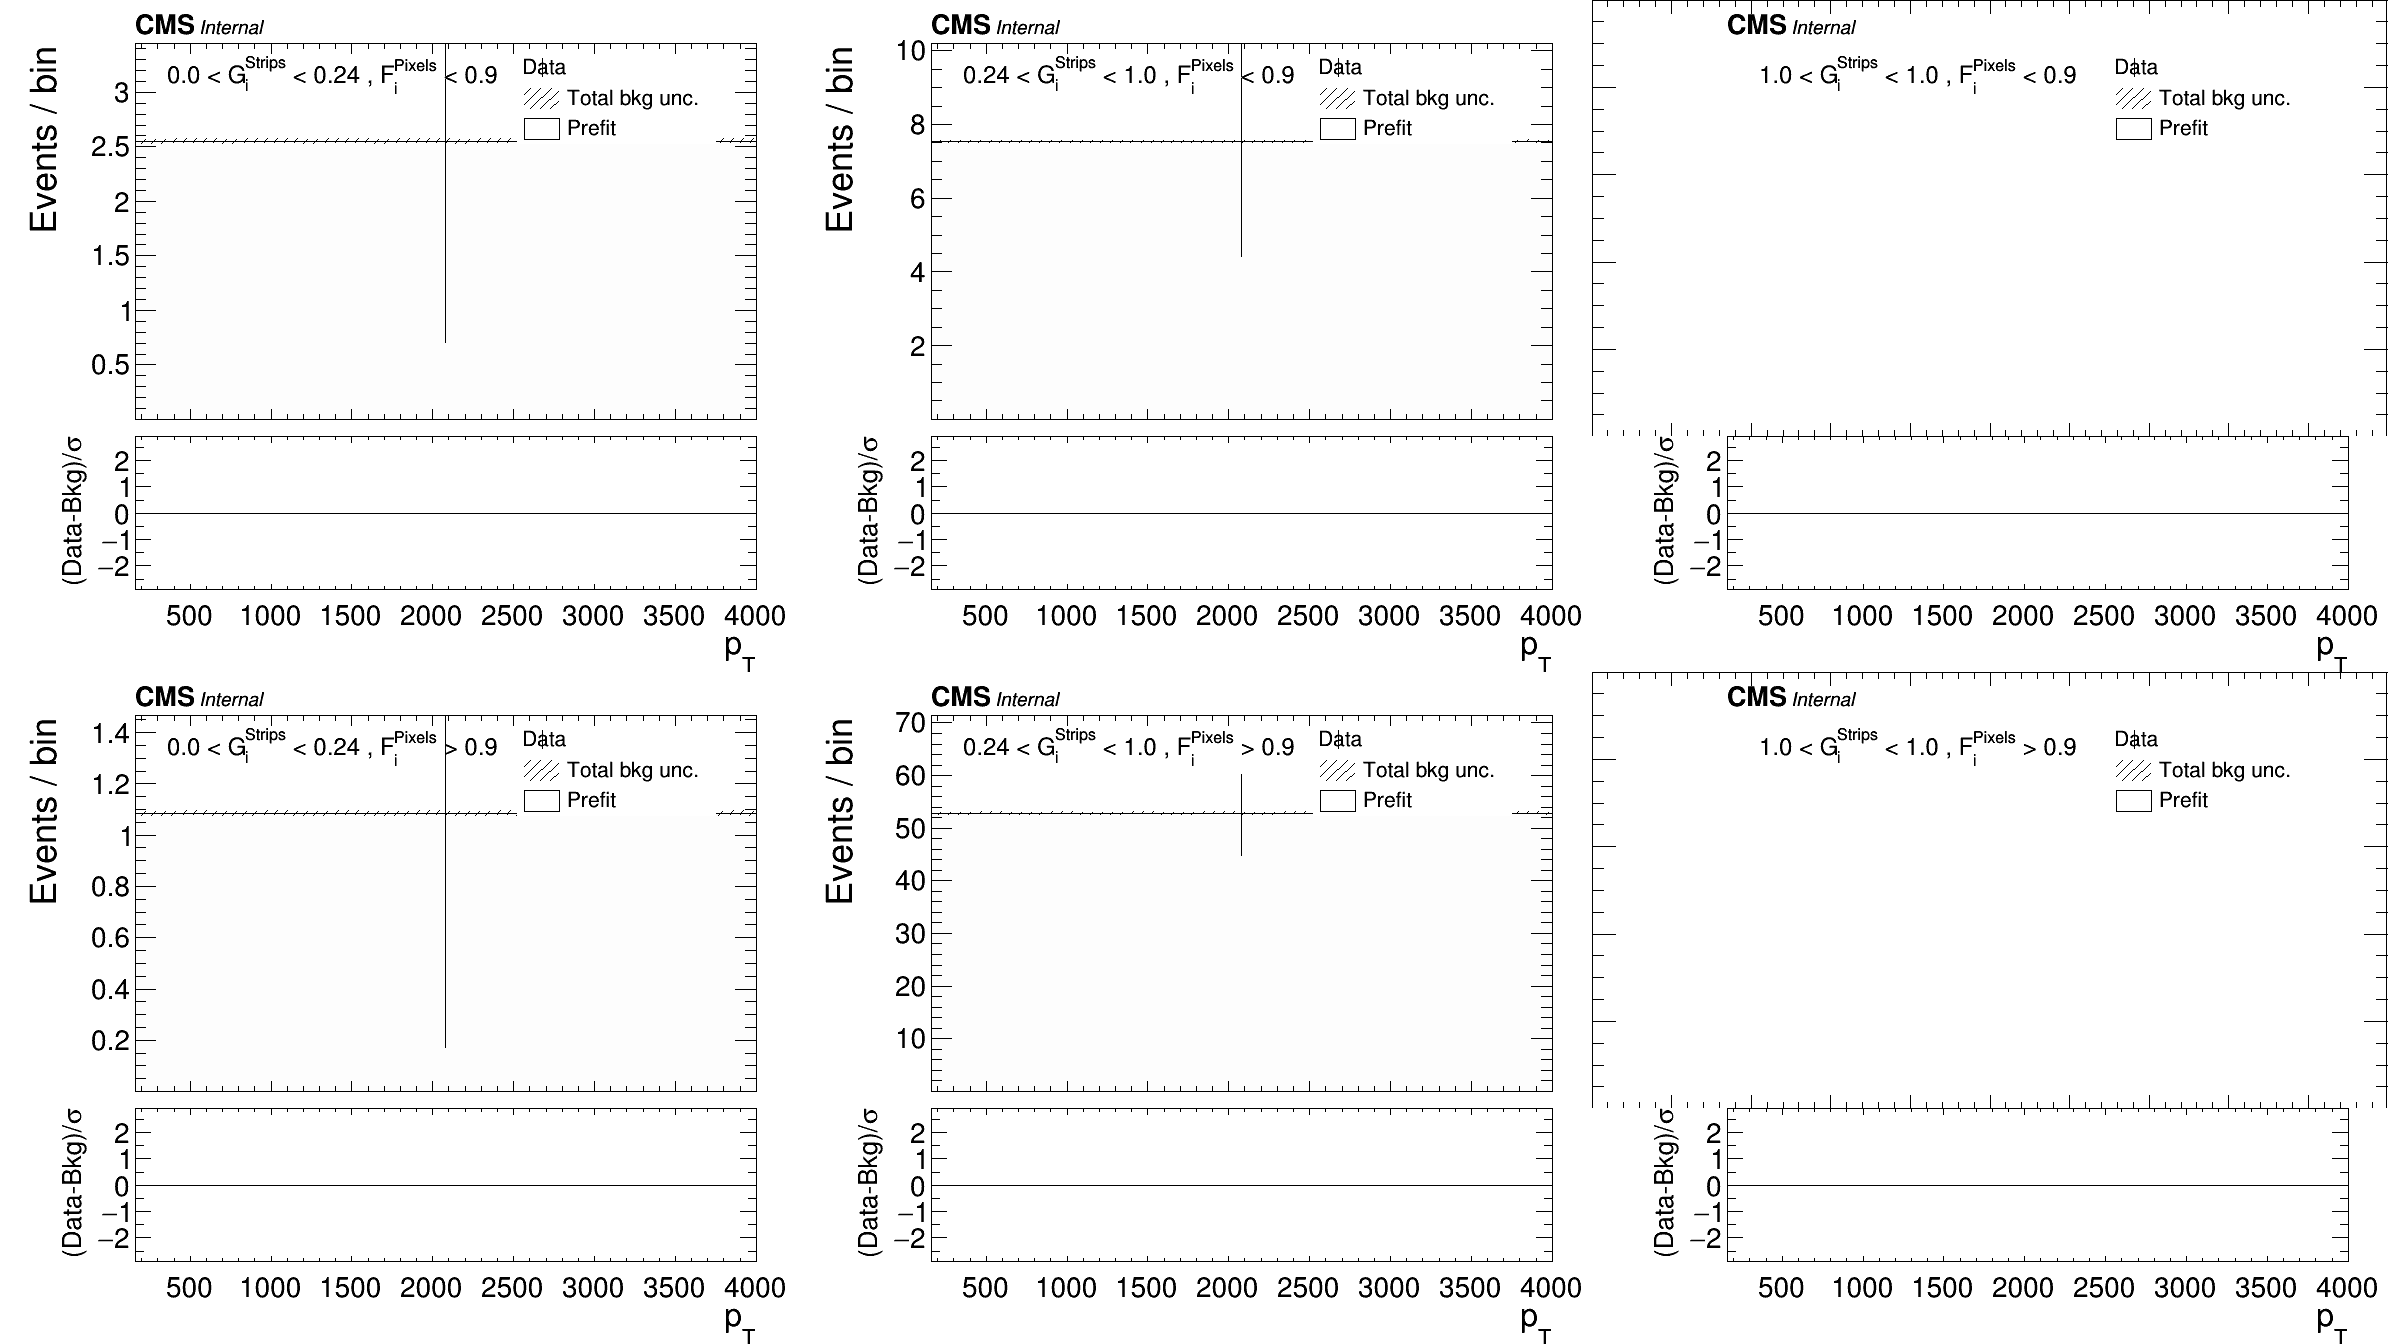 CMS Internal
0.0 < G_i^Strips < 0.24 , F_i^Pixels < 0.9
Data
Total bkg unc.
Prefit
Events / bin
3
2.5
2
1.5
1
0.5
(Data-Bkg)/σ
2
1
0
−1
−2
500 1000 1500 2000 2500 3000 3500 4000
p_T
CMS Internal
0.24 < G_i^Strips < 1.0 , F_i^Pixels < 0.9
Data
Total bkg unc.
Prefit
Events / bin
10
8
6
4
2
(Data-Bkg)/σ
2
1
0
−1
−2
500 1000 1500 2000 2500 3000 3500 4000
p_T
CMS Internal
1.0 < G_i^Strips < 1.0 , F_i^Pixels < 0.9
Data
Total bkg unc.
Prefit
(Data-Bkg)/σ
2
1
0
−1
−2
500 1000 1500 2000 2500 3000 3500 4000
p_T
CMS Internal
0.0 < G_i^Strips < 0.24 , F_i^Pixels > 0.9
Data
Total bkg unc.
Prefit
Events / bin
1.4
1.2
1
0.8
0.6
0.4
0.2
(Data-Bkg)/σ
2
1
0
−1
−2
500 1000 1500 2000 2500 3000 3500 4000
p_T
CMS Internal
0.24 < G_i^Strips < 1.0 , F_i^Pixels > 0.9
Data
Total bkg unc.
Prefit
Events / bin
70
60
50
40
30
20
10
(Data-Bkg)/σ
2
1
0
−1
−2
500 1000 1500 2000 2500 3000 3500 4000
p_T
CMS Internal
1.0 < G_i^Strips < 1.0 , F_i^Pixels > 0.9
Data
Total bkg unc.
Prefit
(Data-Bkg)/σ
2
1
0
−1
−2
500 1000 1500 2000 2500 3000 3500 4000
p_T